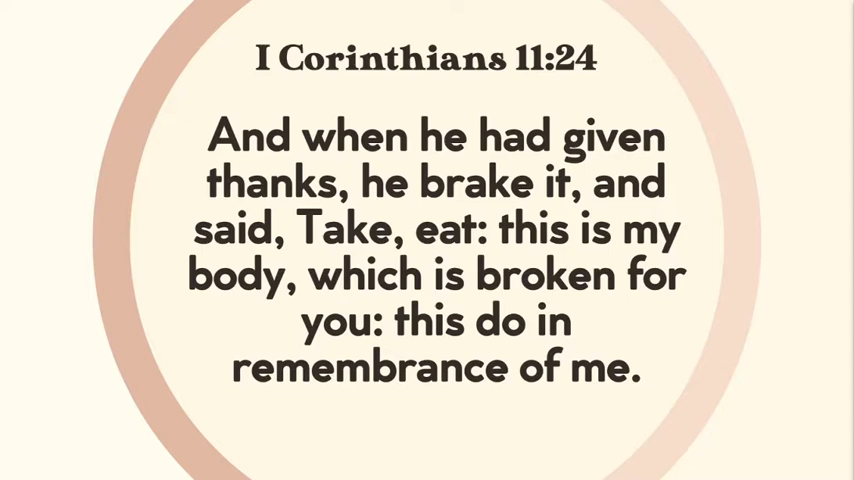 I Corinthians 11:24
And when he had given
thanks, he brake it, and
said, Take, eat: this is my
body, which is broken for
you: this do in
remembrance of me.